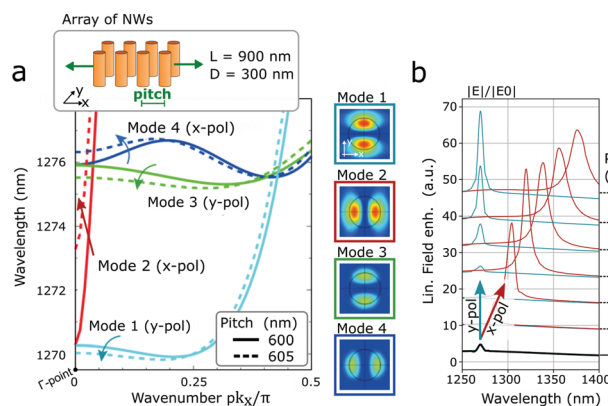 Array of NWs
a
y
x
pitch
L = 900 nm
D = 300 nm
Wavelength (nm)
1276
1274
1272
1270
Mode 4 (x-pol)
Mode 3 (y-pol)
Mode 2 (x-pol)
Mode 1 (y-pol)
Pitch (nm)
600
605
Γ-point
0
0.5
Wavenumber pkx/π
Mode 1
y
x
Mode 2
Mode 3
Mode 4
b
|E|/|E0|
Lin. Field enh. (a.u.)
70
60
50
40
30
20
10
0
y-pol
x-pol
1250
1300
1350
1400
Wavelength (nm)